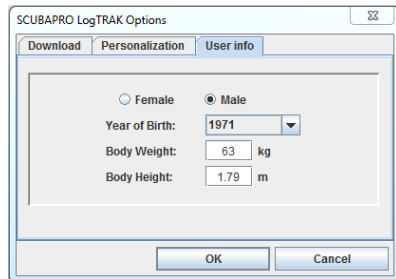 SCUBAPRO LogTRAK Options
Download Personalization User info
Female Male
Year of Birth: 1971
Body Weight: 63 kg
Body Height: 1.79 m
OK Cancel